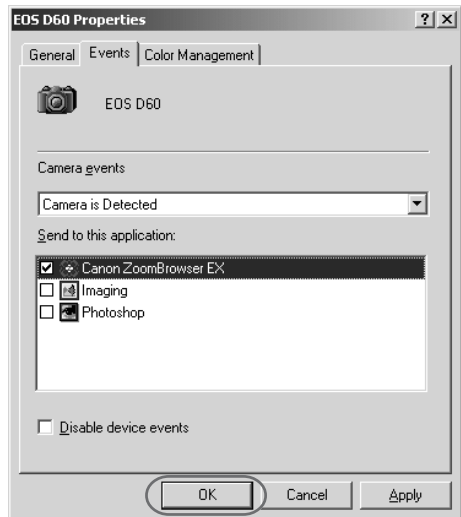 EOS D60 Properties ? ×
General Events Color Management
EOS D60
Camera events
Camera is Detected
Send to this application:
Canon ZoomBrowser EX
Imaging
Photoshop
Disable device events
OK Cancel Apply